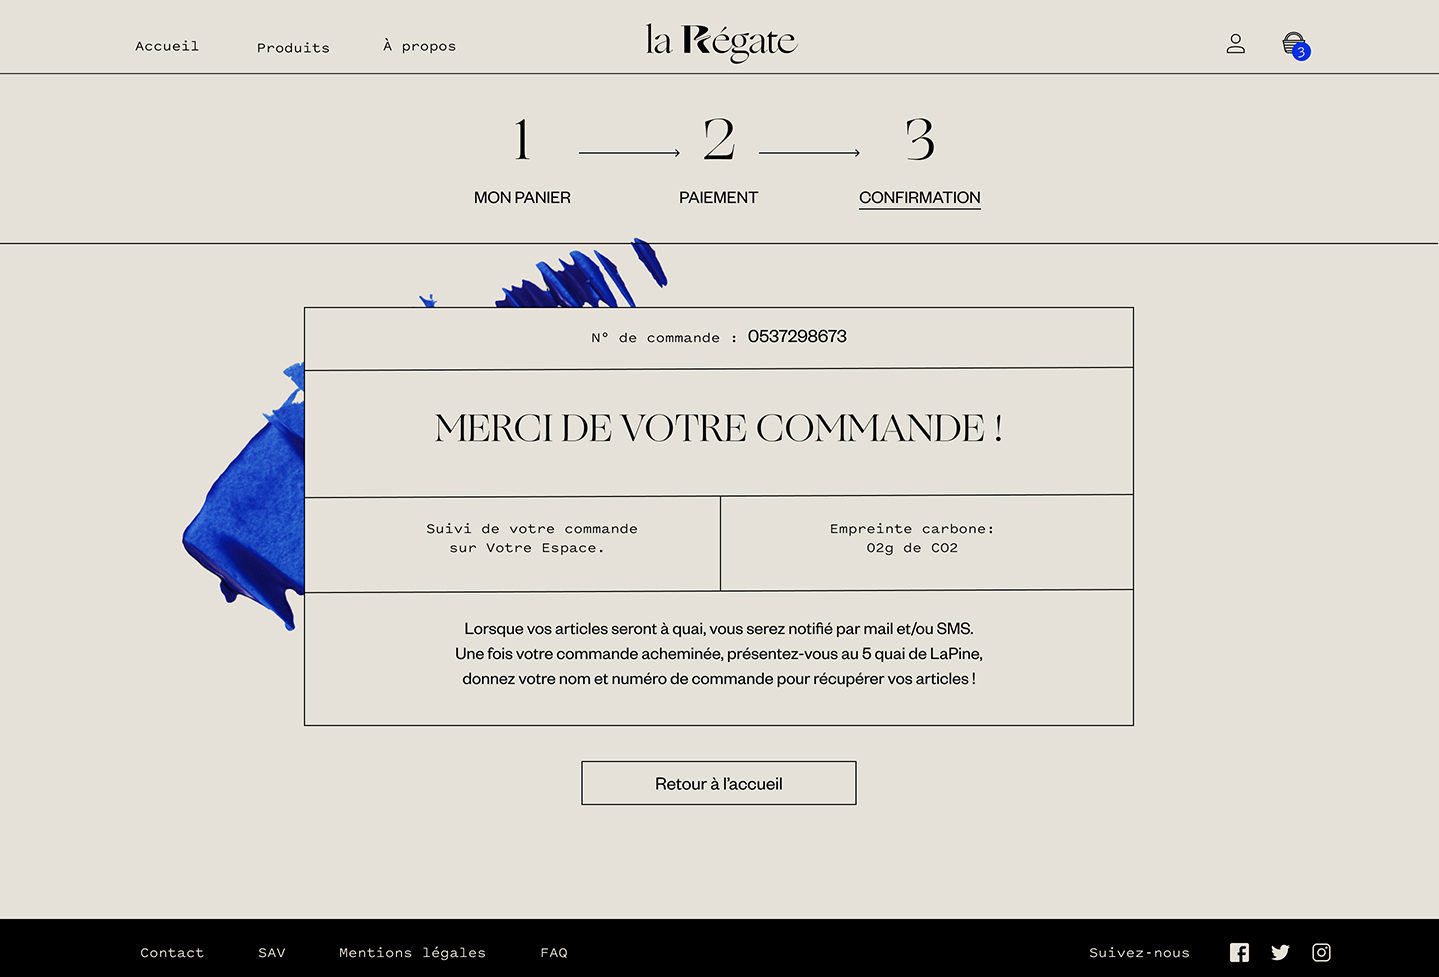 Accueil
Produits
À propos
la Régate
3
1
2
3
MON PANIER
PAIEMENT
CONFIRMATION
N° de commande : 0537298673
MERCI DE VOTRE COMMANDE !
Suivi de votre commande
sur Votre Espace.
Empreinte carbone:
02g de CO2
Lorsque vos articles seront à quai, vous serez notifié par mail et/ou SMS.
Une fois votre commande acheminée, présentez-vous au 5 quai de LaPine,
donnez votre nom et numéro de commande pour récupérer vos articles !
Retour à l’accueil
Contact
SAV
Mentions légales
FAQ
Suivez-nous